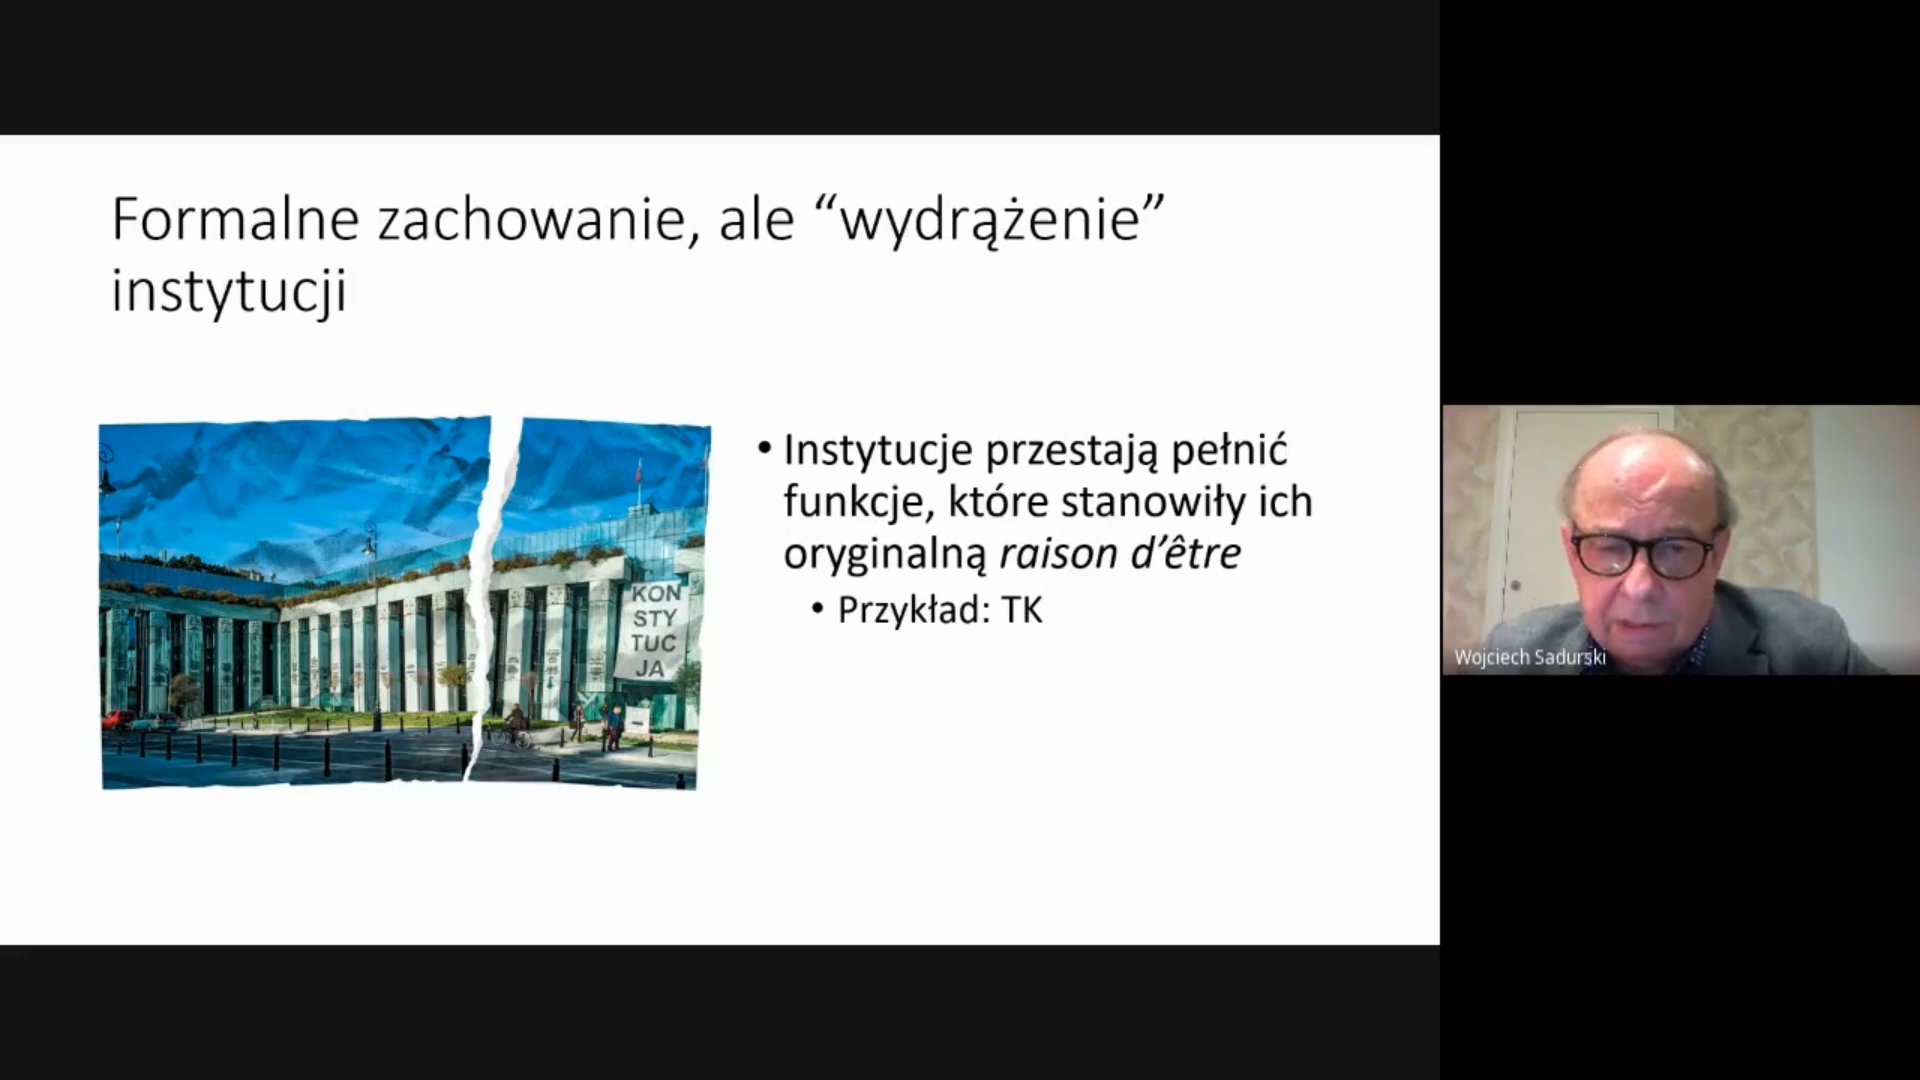 Formalne zachowanie, ale “wydrążenie”
instytucji
KON
STY
TUC
JA
• Instytucje przestają pełnić
funkcje, które stanowiły ich
oryginalną raison d’être
• Przykład: TK
Wojciech Sadurski